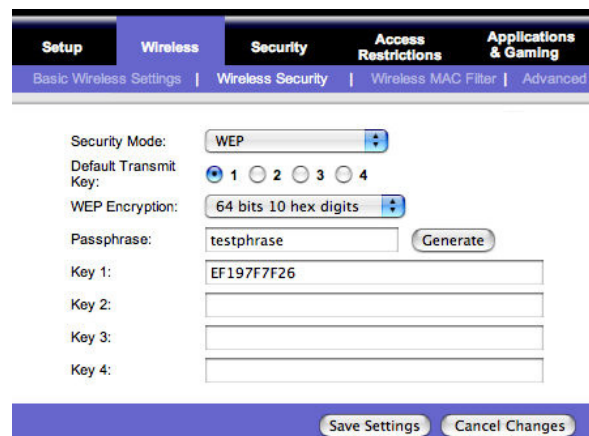 Setup Wireless Security Access Restrictions Applications & Gaming
Basic Wireless Settings | Wireless Security | Wireless MAC Filter | Advanced
Security Mode: WEP
Default Transmit Key: 1 2 3 4
WEP Encryption: 64 bits 10 hex digits
Passphrase: testphrase Generate
Key 1: EF197F7F26
Key 2:
Key 3:
Key 4:
Save Settings Cancel Changes